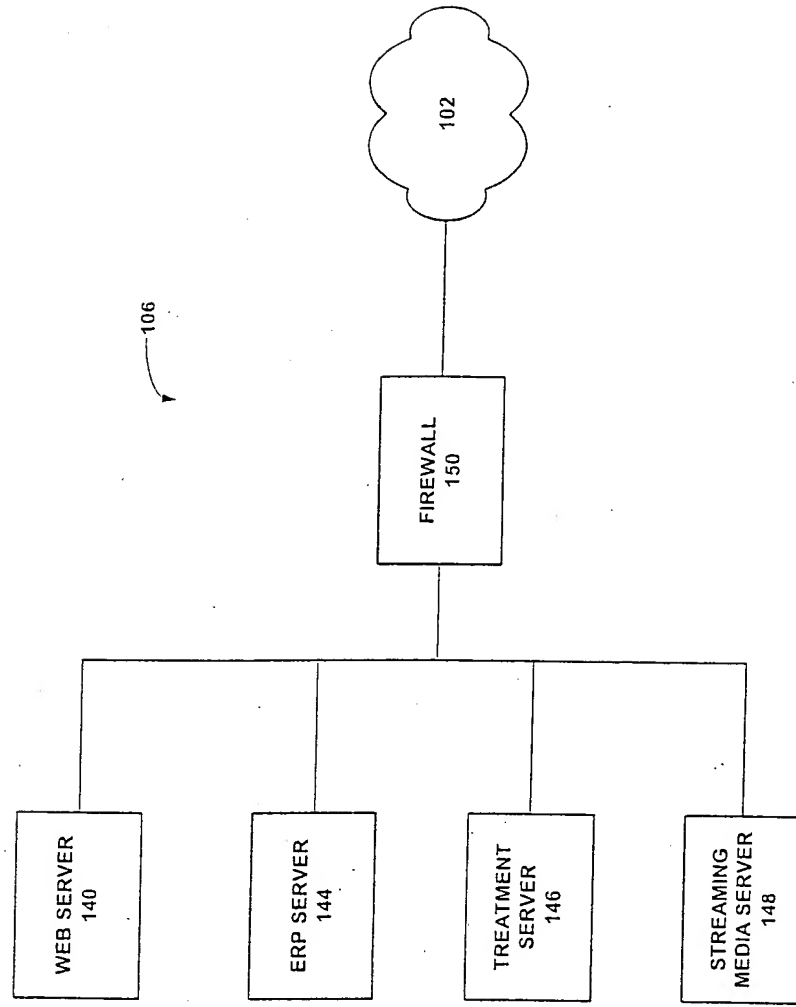 WEB SERVER
140
ERP SERVER
144
TREATMENT
SERVER
146
STREAMING
MEDIA SERVER
148
FIREWALL
150
106
102